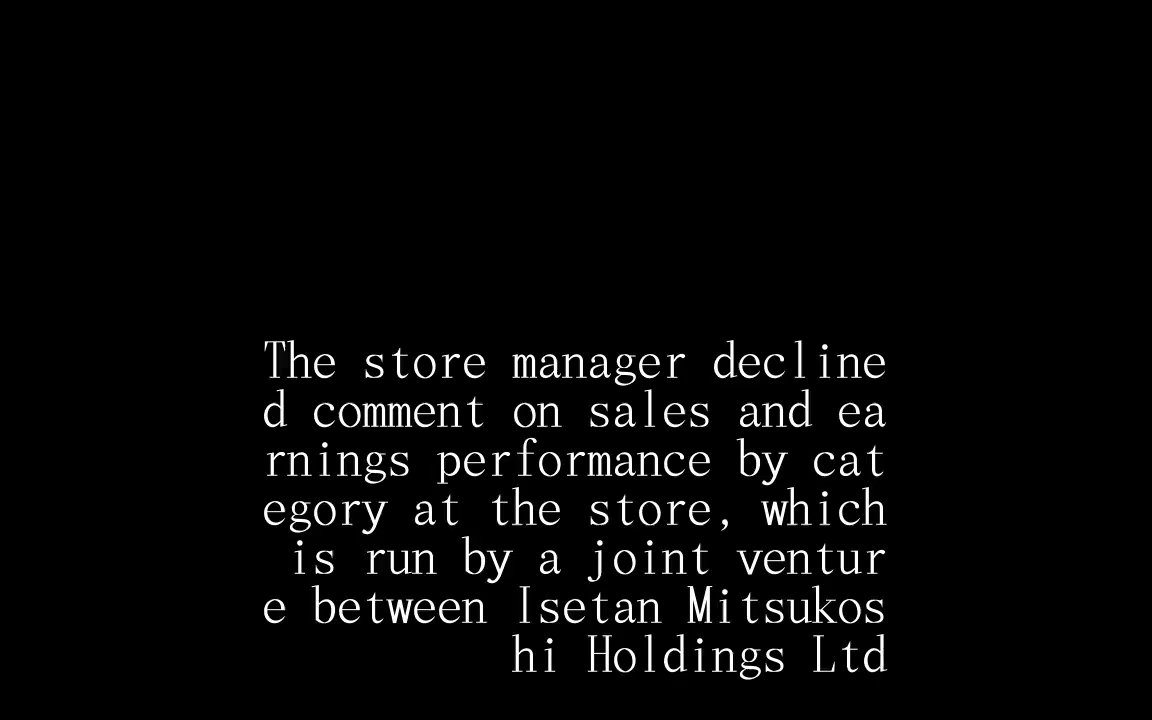 The store manager decline
d comment on sales and ea
rnings performance by cat
egory at the store, which
is run by a joint ventur
e between Isetan Mitsukos
hi Holdings Ltd